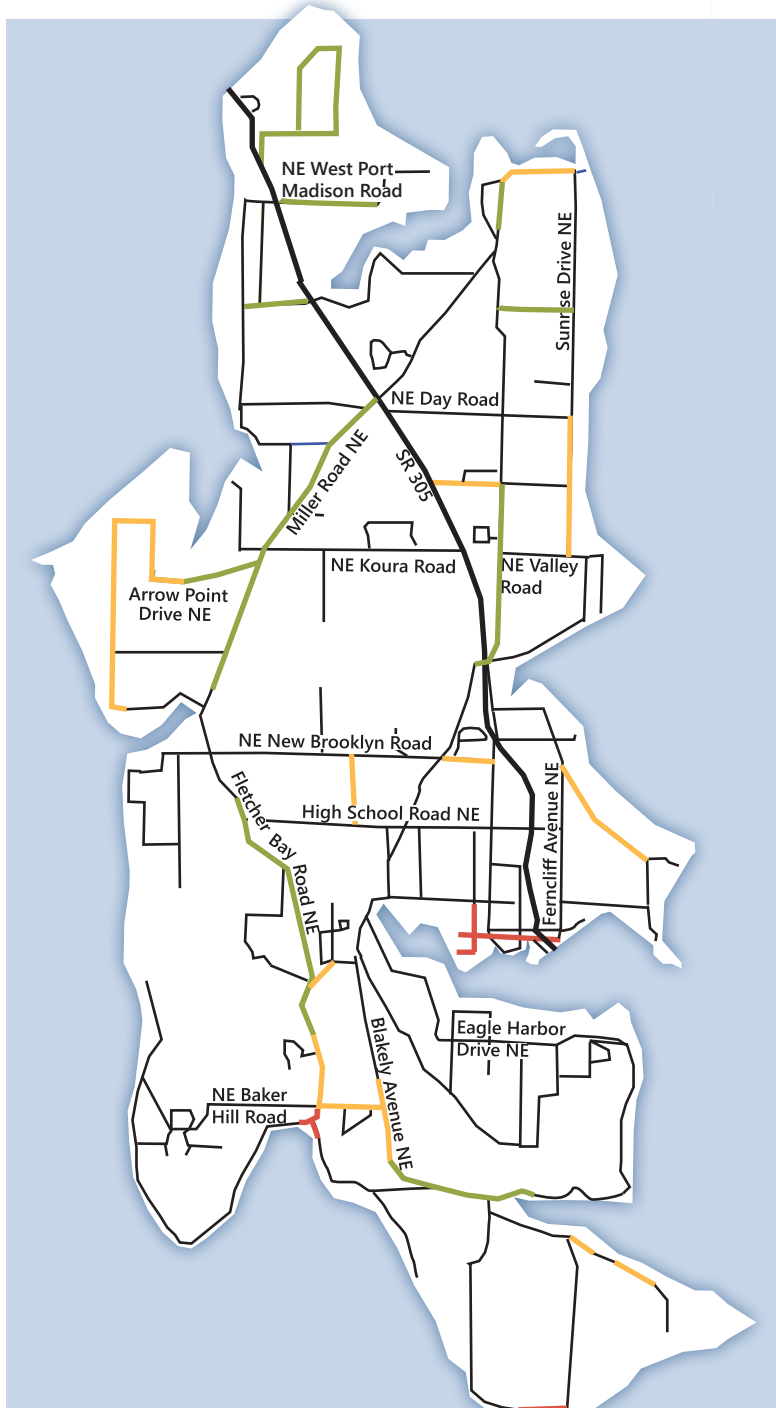 NE West Port
Madison Road
Sunrise Drive NE
NE Day Road
Miller Road NE
SR 305
NE Koura Road
NE Valley
Road
Arrow Point
Drive NE
NE New Brooklyn Road
Fletcher Bay Road NE
High School Road NE
Ferncliff Avenue NE
Eagle Harbor
Drive NE
Blakely Avenue NE
NE Baker
Hill Road